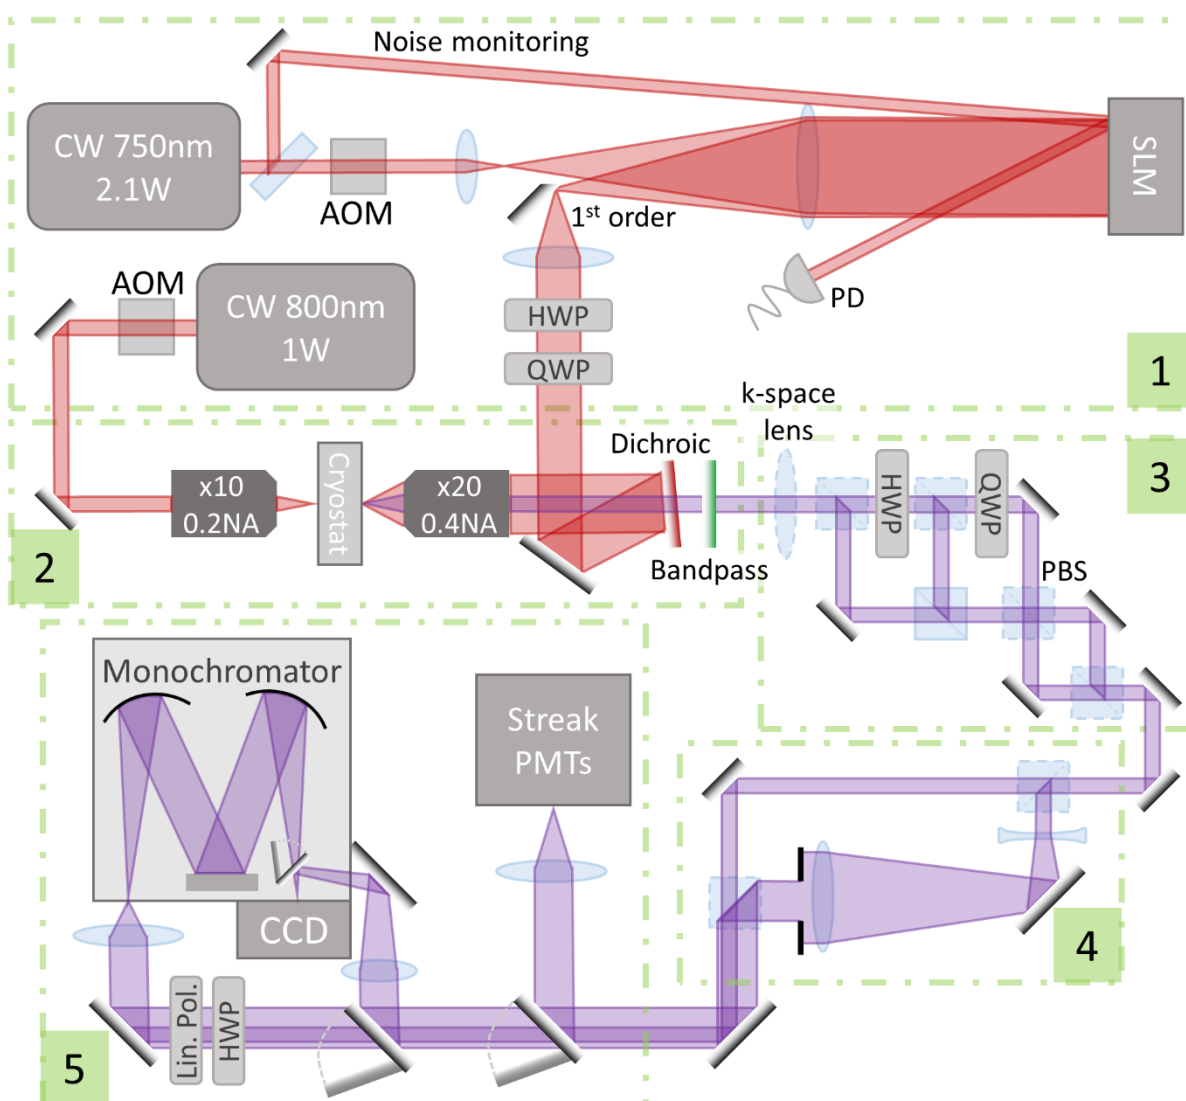 Noise monitoring
CW 750nm
2.1W
AOM
SLM
1st order
PD
AOM
CW 800nm
1W
HWP
QWP
1
k-space
lens
Dichroic
x10
0.2NA
Cryostat
x20
0.4NA
Bandpass
2
HWP
QWP
3
PBS
Monochromator
Streak
PMTs
CCD
4
Lin. Pol.
HWP
5